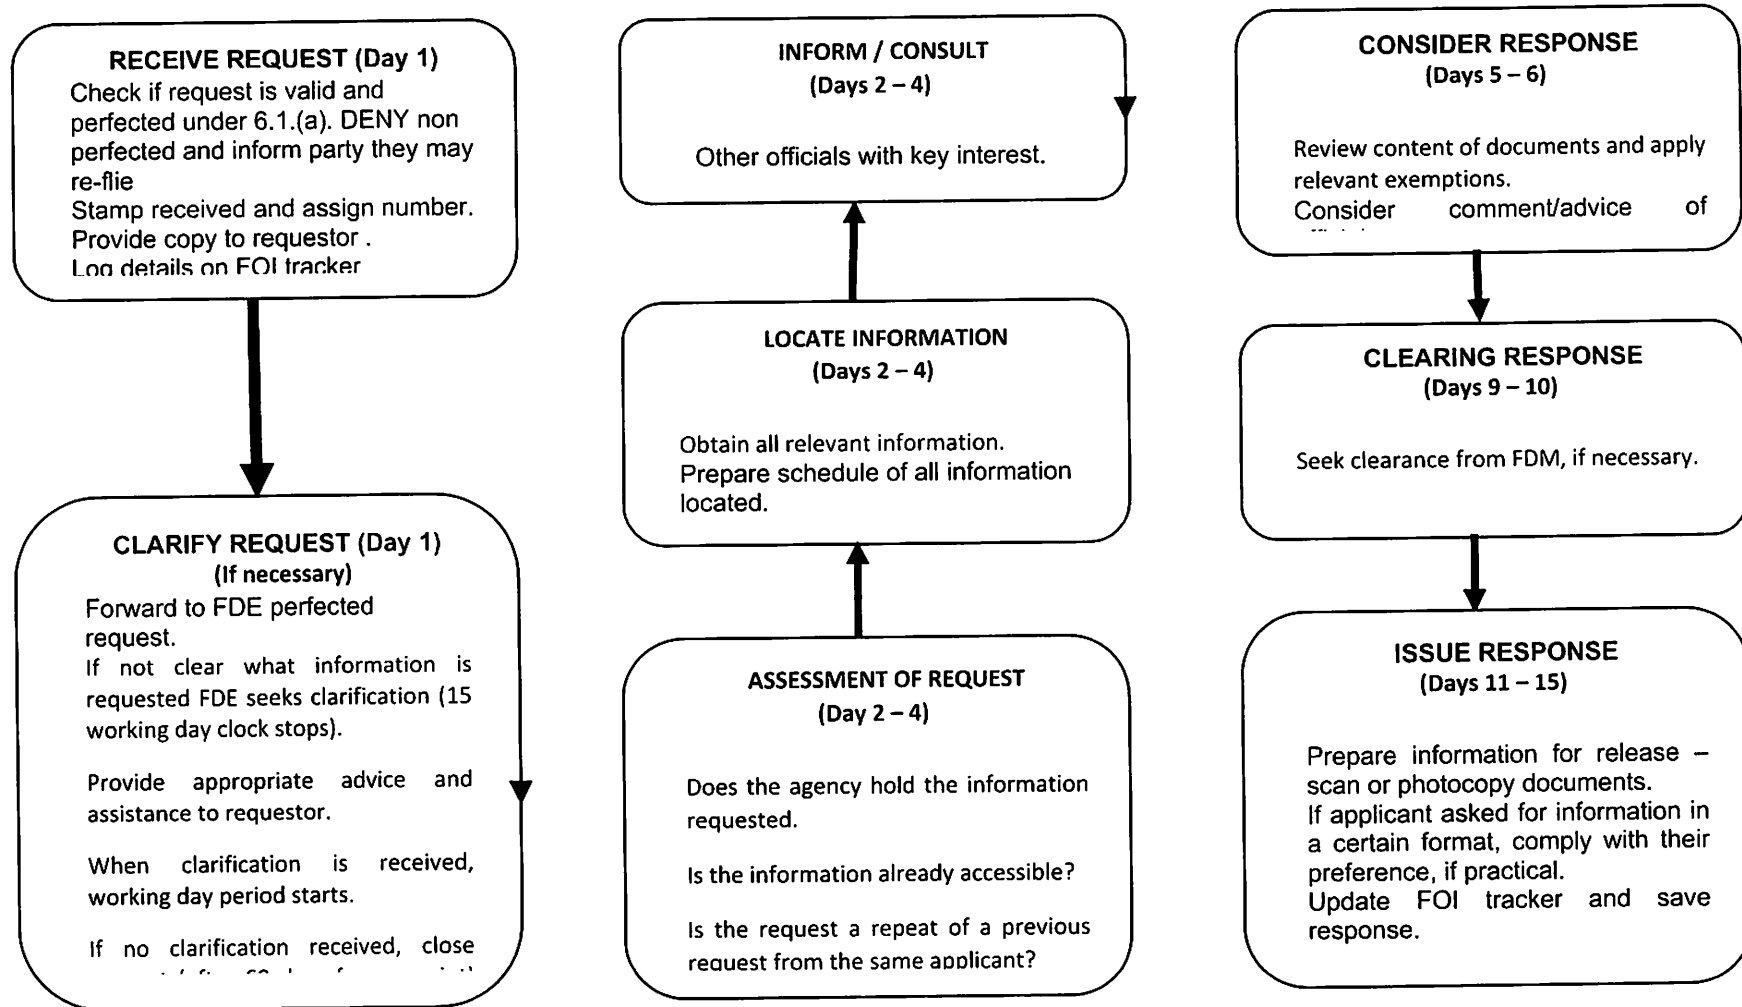 RECEIVE REQUEST (Day 1)
Check if request is valid and
perfected under 6.1.(a). DENY non
perfected and inform party they may
re-flie
Stamp received and assign number.
Provide copy to requestor .
Log details on FOI tracker
CLARIFY REQUEST (Day 1)
(If necessary)
Forward to FDE perfected
request.
If not clear what information is
requested FDE seeks clarification (15
working day clock stops).
Provide appropriate advice and
assistance to requestor.
When clarification is received,
working day period starts.
If no clarification received, close
INFORM / CONSULT
(Days 2 – 4)
Other officials with key interest.
LOCATE INFORMATION
(Days 2 – 4)
Obtain all relevant information.
Prepare schedule of all information
located.
ASSESSMENT OF REQUEST
(Day 2 – 4)
Does the agency hold the information
requested.
Is the information already accessible?
Is the request a repeat of a previous
request from the same applicant?
CONSIDER RESPONSE
(Days 5 – 6)
Review content of documents and apply
relevant exemptions.
Consider comment/advice of
CLEARING RESPONSE
(Days 9 – 10)
Seek clearance from FDM, if necessary.
ISSUE RESPONSE
(Days 11 – 15)
Prepare information for release –
scan or photocopy documents.
If applicant asked for information in
a certain format, comply with their
preference, if practical.
Update FOI tracker and save
response.